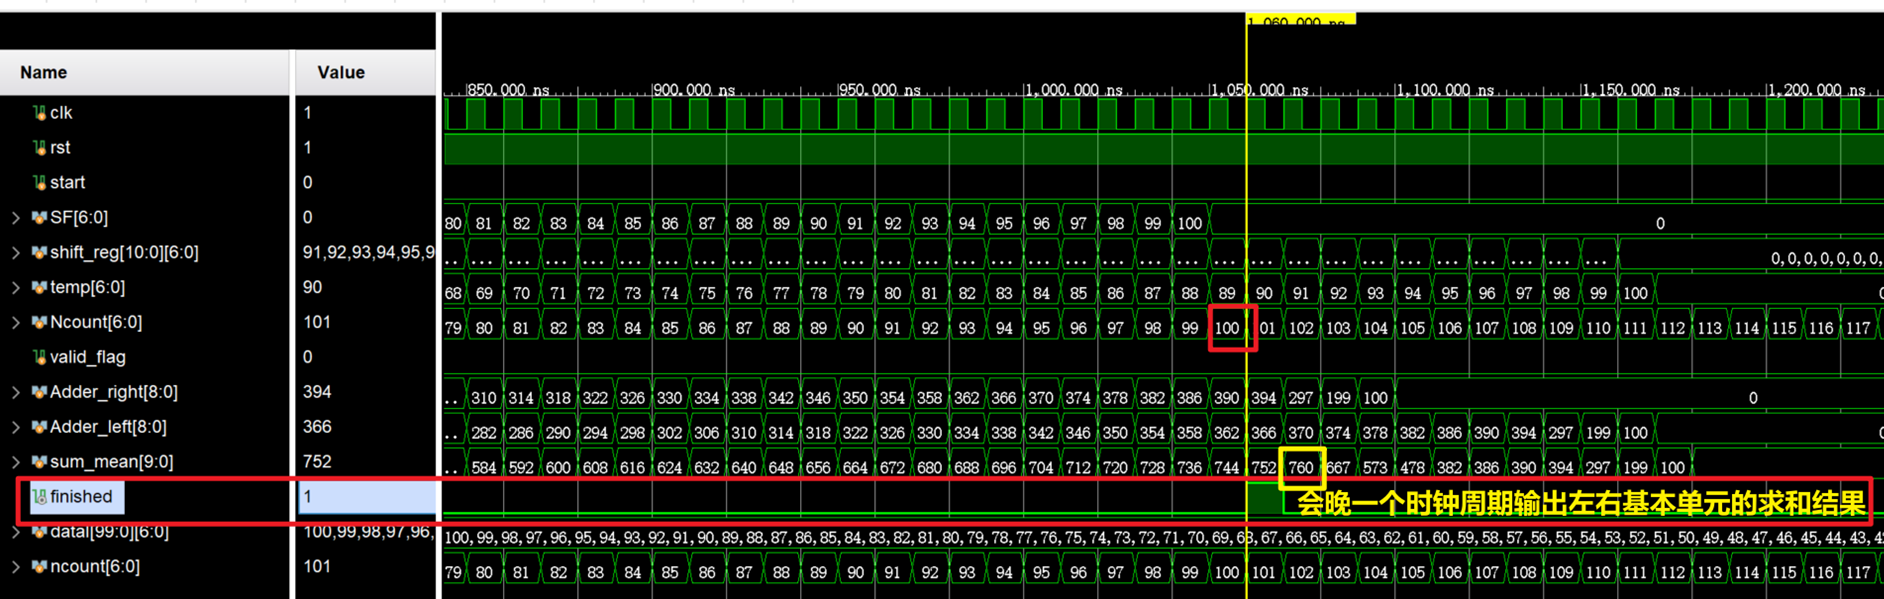 1,060.000 ns
Name Value
850.000 ns 900.000 ns 950.000 ns 1,000.000 ns 1,050.000 ns 1,100.000 ns 1,150.000 ns 1,200.000 ns
clk 1
rst 1
start 0
SF[6:0] 0 80 81 82 83 84 85 86 87 88 89 90 91 92 93 94 95 96 97 98 99 100 0
shift_reg[10:0][6:0] 91,92,93,94,95,9 .. ... ... ... ... ... ... ... ... ... ... ... ... ... ... ... ... ... ... ... ... ... ... ... ... ... ... ... ... ... ... ... 0,0,0,0,0,0,0,
temp[6:0] 90 68 69 70 71 72 73 74 75 76 77 78 79 80 81 82 83 84 85 86 87 88 89 90 91 92 93 94 95 96 97 98 99 100 0
Ncount[6:0] 101 79 80 81 82 83 84 85 86 87 88 89 90 91 92 93 94 95 96 97 98 99 100 101 102 103 104 105 106 107 108 109 110 111 112 113 114 115 116 117
valid_flag 0
Adder_right[8:0] 394 .. 310 314 318 322 326 330 334 338 342 346 350 354 358 362 366 370 374 378 382 386 390 394 297 199 100 0
Adder_left[8:0] 366 .. 282 286 290 294 298 302 306 310 314 318 322 326 330 334 338 342 346 350 354 358 362 366 370 374 378 382 386 390 394 297 199 100 0
sum_mean[9:0] 752 .. 584 592 600 608 616 624 632 640 648 656 664 672 680 688 696 704 712 720 728 736 744 752 760 667 573 478 382 386 390 394 297 199 100
finished 1 会晚一个时钟周期输出左右基本单元的求和结果
data[99:0][6:0] 100,99,98,97,96, 100,99,98,97,96,95,94,93,92,91,90,89,88,87,86,85,84,83,82,81,80,79,78,77,76,75,74,73,72,71,70,69,68,67,66,65,64,63,62,61,60,59,58,57,56,55,54,53,52,51,50,49,48,47,46,45,44,43,42
ncount[6:0] 101 79 80 81 82 83 84 85 86 87 88 89 90 91 92 93 94 95 96 97 98 99 100 101 102 103 104 105 106 107 108 109 110 111 112 113 114 115 116 117